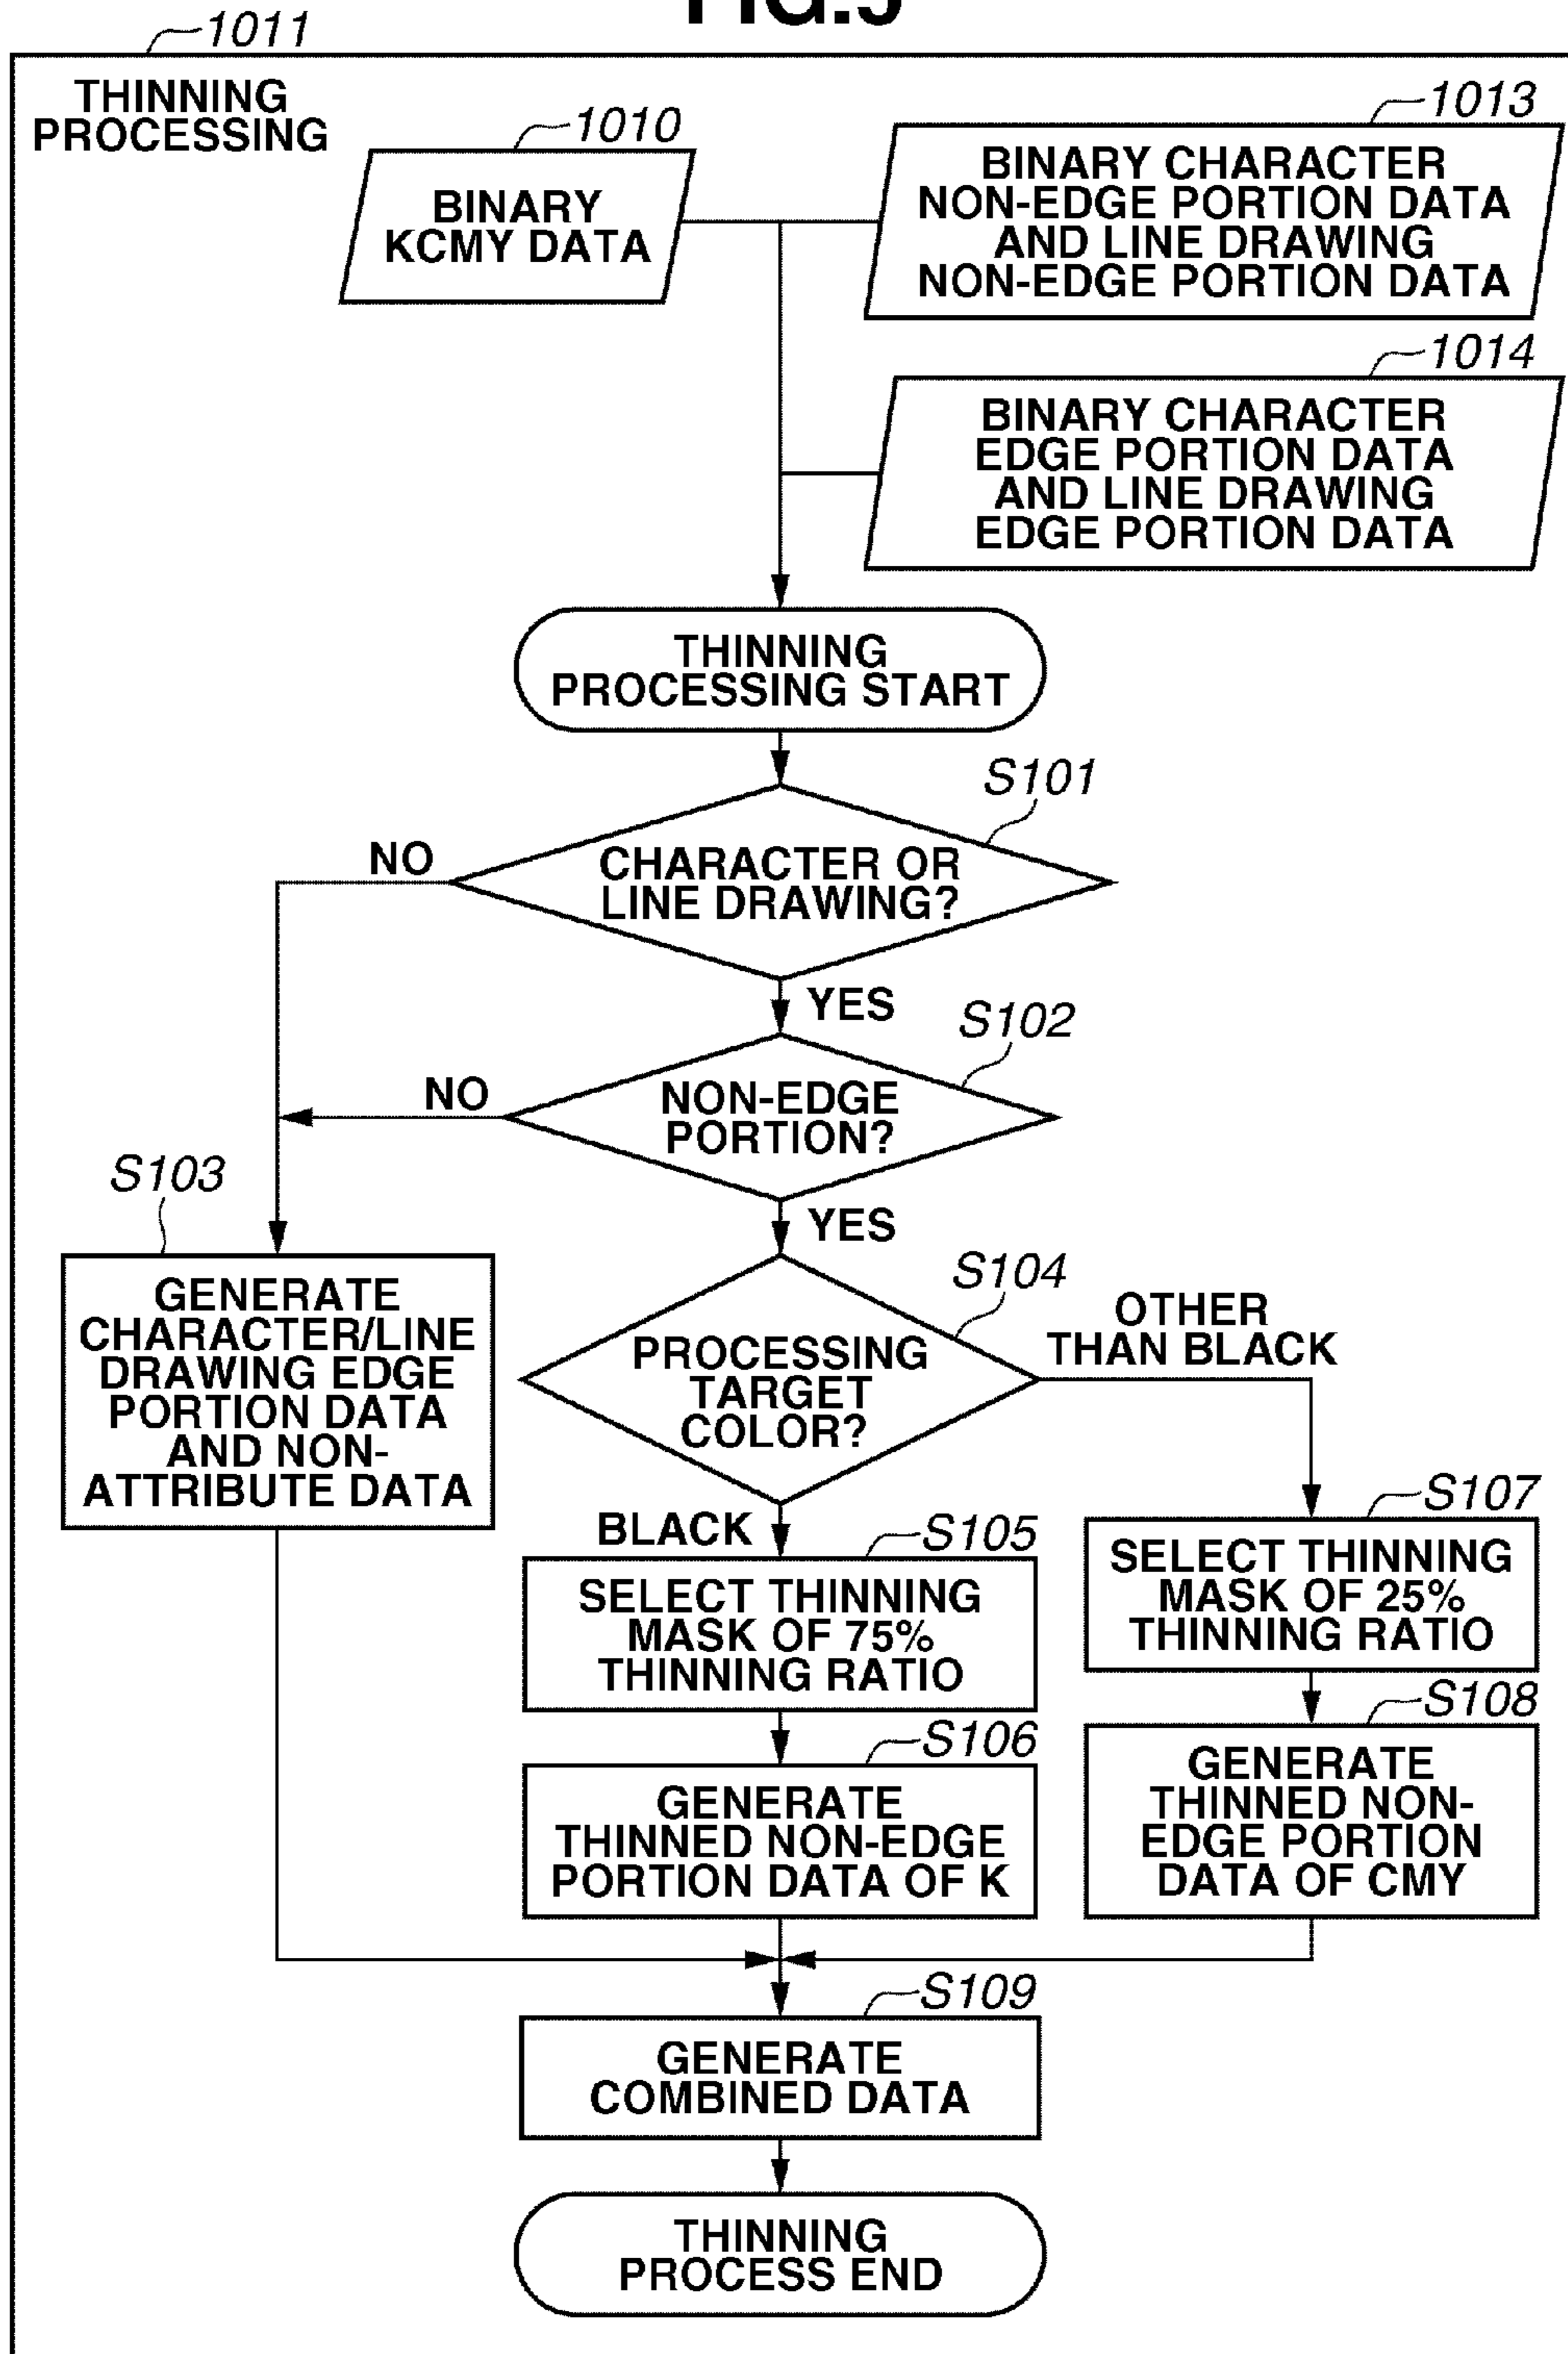 1011
THINNING
PROCESSING
1010
BINARY
KCMY DATA
1013
BINARY CHARACTER
NON-EDGE PORTION DATA
AND LINE DRAWING
NON-EDGE PORTION DATA
1014
BINARY CHARACTER
EDGE PORTION DATA
AND LINE DRAWING
EDGE PORTION DATA
THINNING
PROCESSING START
S101
CHARACTER OR
LINE DRAWING?
NO
YES
S102
NON-EDGE
PORTION?
NO
YES
S103
GENERATE
CHARACTER/LINE
DRAWING EDGE
PORTION DATA
AND NON-
ATTRIBUTE DATA
S104
PROCESSING
TARGET
COLOR?
OTHER
THAN BLACK
BLACK
S105
SELECT THINNING
MASK OF 75%
THINNING RATIO
S107
SELECT THINNING
MASK OF 25%
THINNING RATIO
S106
GENERATE
THINNED NON-EDGE
PORTION DATA OF K
S108
GENERATE
THINNED NON-
EDGE PORTION
DATA OF CMY
S109
GENERATE
COMBINED DATA
THINNING
PROCESS END